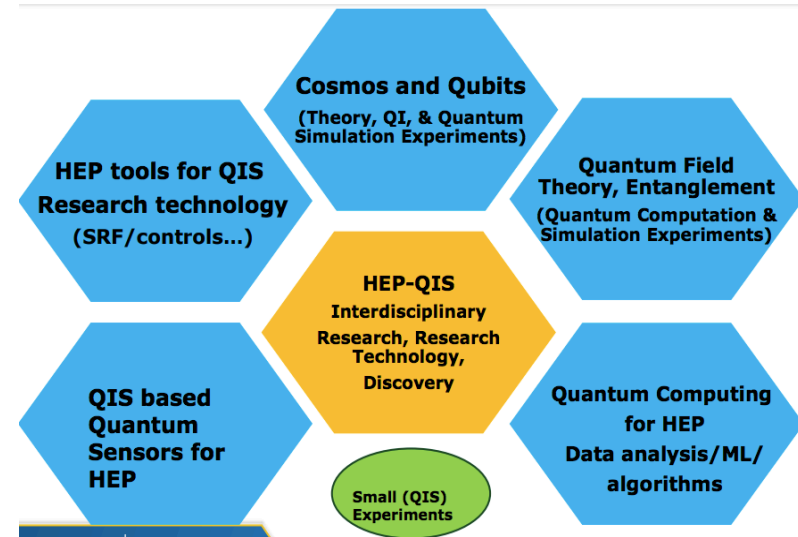 Cosmos and Qubits
(Theory, QI, & Quantum
Simulation Experiments)
HEP tools for QIS
Research technology
(SRF/controls...)
Quantum Field
Theory, Entanglement
(Quantum Computation &
Simulation Experiments)
HEP-QIS
Interdisciplinary
Research, Research
Technology,
Discovery
QIS based
Quantum
Sensors for
HEP
Quantum Computing
for HEP
Data analysis/ML/
algorithms
Small (QIS)
Experiments